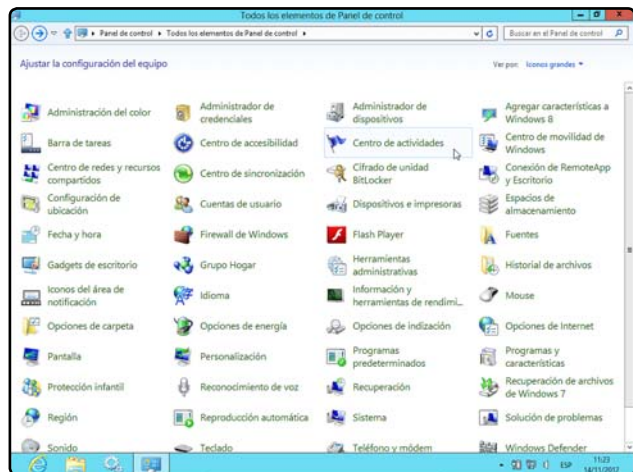 Todos los elementos de Panel de control
Panel de control ▸ Todos los elementos de Panel de control ▸
Buscar en el Panel de control
Ajustar la configuración del equipo
Ver por: Iconos grandes
Administración del color
Administrador de
credenciales
Administrador de
dispositivos
Agregar características a
Windows 8
Barra de tareas
Centro de accesibilidad
Centro de actividades
Centro de movilidad de
Windows
Centro de redes y recursos
compartidos
Centro de sincronización
Cifrado de unidad
BitLocker
Conexión de RemoteApp
y Escritorio
Configuración de
ubicación
Cuentas de usuario
Dispositivos e impresoras
Espacios de
almacenamiento
Fecha y hora
Firewall de Windows
Flash Player
Fuentes
Gadgets de escritorio
Grupo Hogar
Herramientas
administrativas
Historial de archivos
Iconos del área de
notificación
Idioma
Información y
herramientas de rendimi...
Mouse
Opciones de carpeta
Opciones de energía
Opciones de indización
Opciones de Internet
Pantalla
Personalización
Programas
predeterminados
Programas y
características
Protección infantil
Reconocimiento de voz
Recuperación
Recuperación de archivos
de Windows 7
Región
Reproducción automática
Sistema
Solución de problemas
Sonido
Teclado
Teléfono y módem
Windows Defender
ESP
11:23
14/11/2012